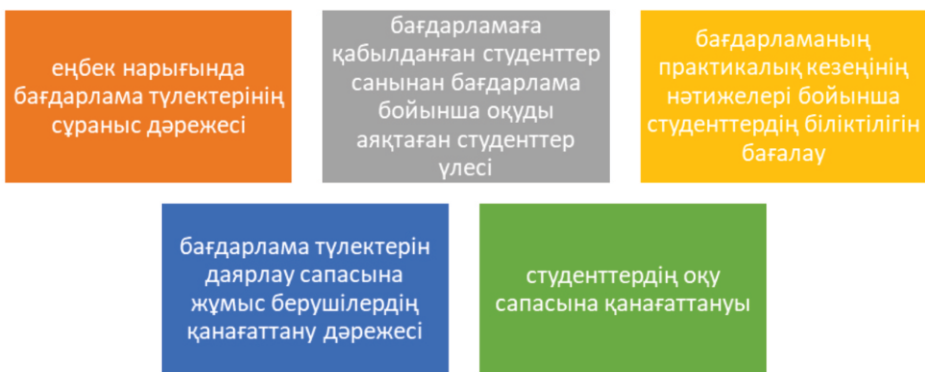 еңбек нарығында
бағдарлама түлектерінің
сұраныс дәрежесі
бағдарламаға
қабылданған студенттер
санынан бағдарлама
бойынша оқуды
аяқтаған студенттер
үлесі
бағдарламаның
практикалық кезеңінің
нәтижелері бойынша
студенттердің біліктілігін
бағалау
бағдарлама түлектерін
даярлау сапасына
жұмыс берушілердің
қанағаттану дәрежесі
студенттердің оқу
сапасына қанағаттануы